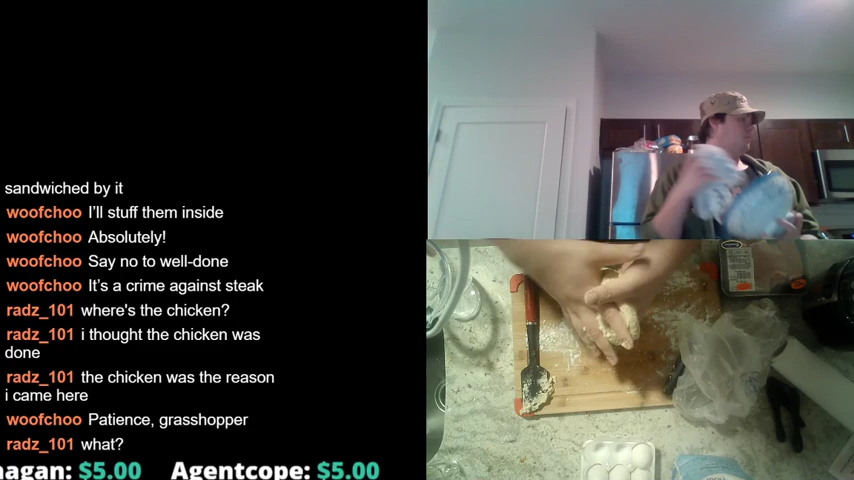 sandwiched by it
woofchoo I'll stuff them inside
woofchoo Absolutely!
woofchoo Say no to well-done
woofchoo It's a crime against steak
radz_101 where's the chicken?
radz_101 i thought the chicken was
done
radz_101 the chicken was the reason
i came here
woofchoo Patience, grasshopper
radz_101 what?
nagan: $5.00 Agentcope: $5.00